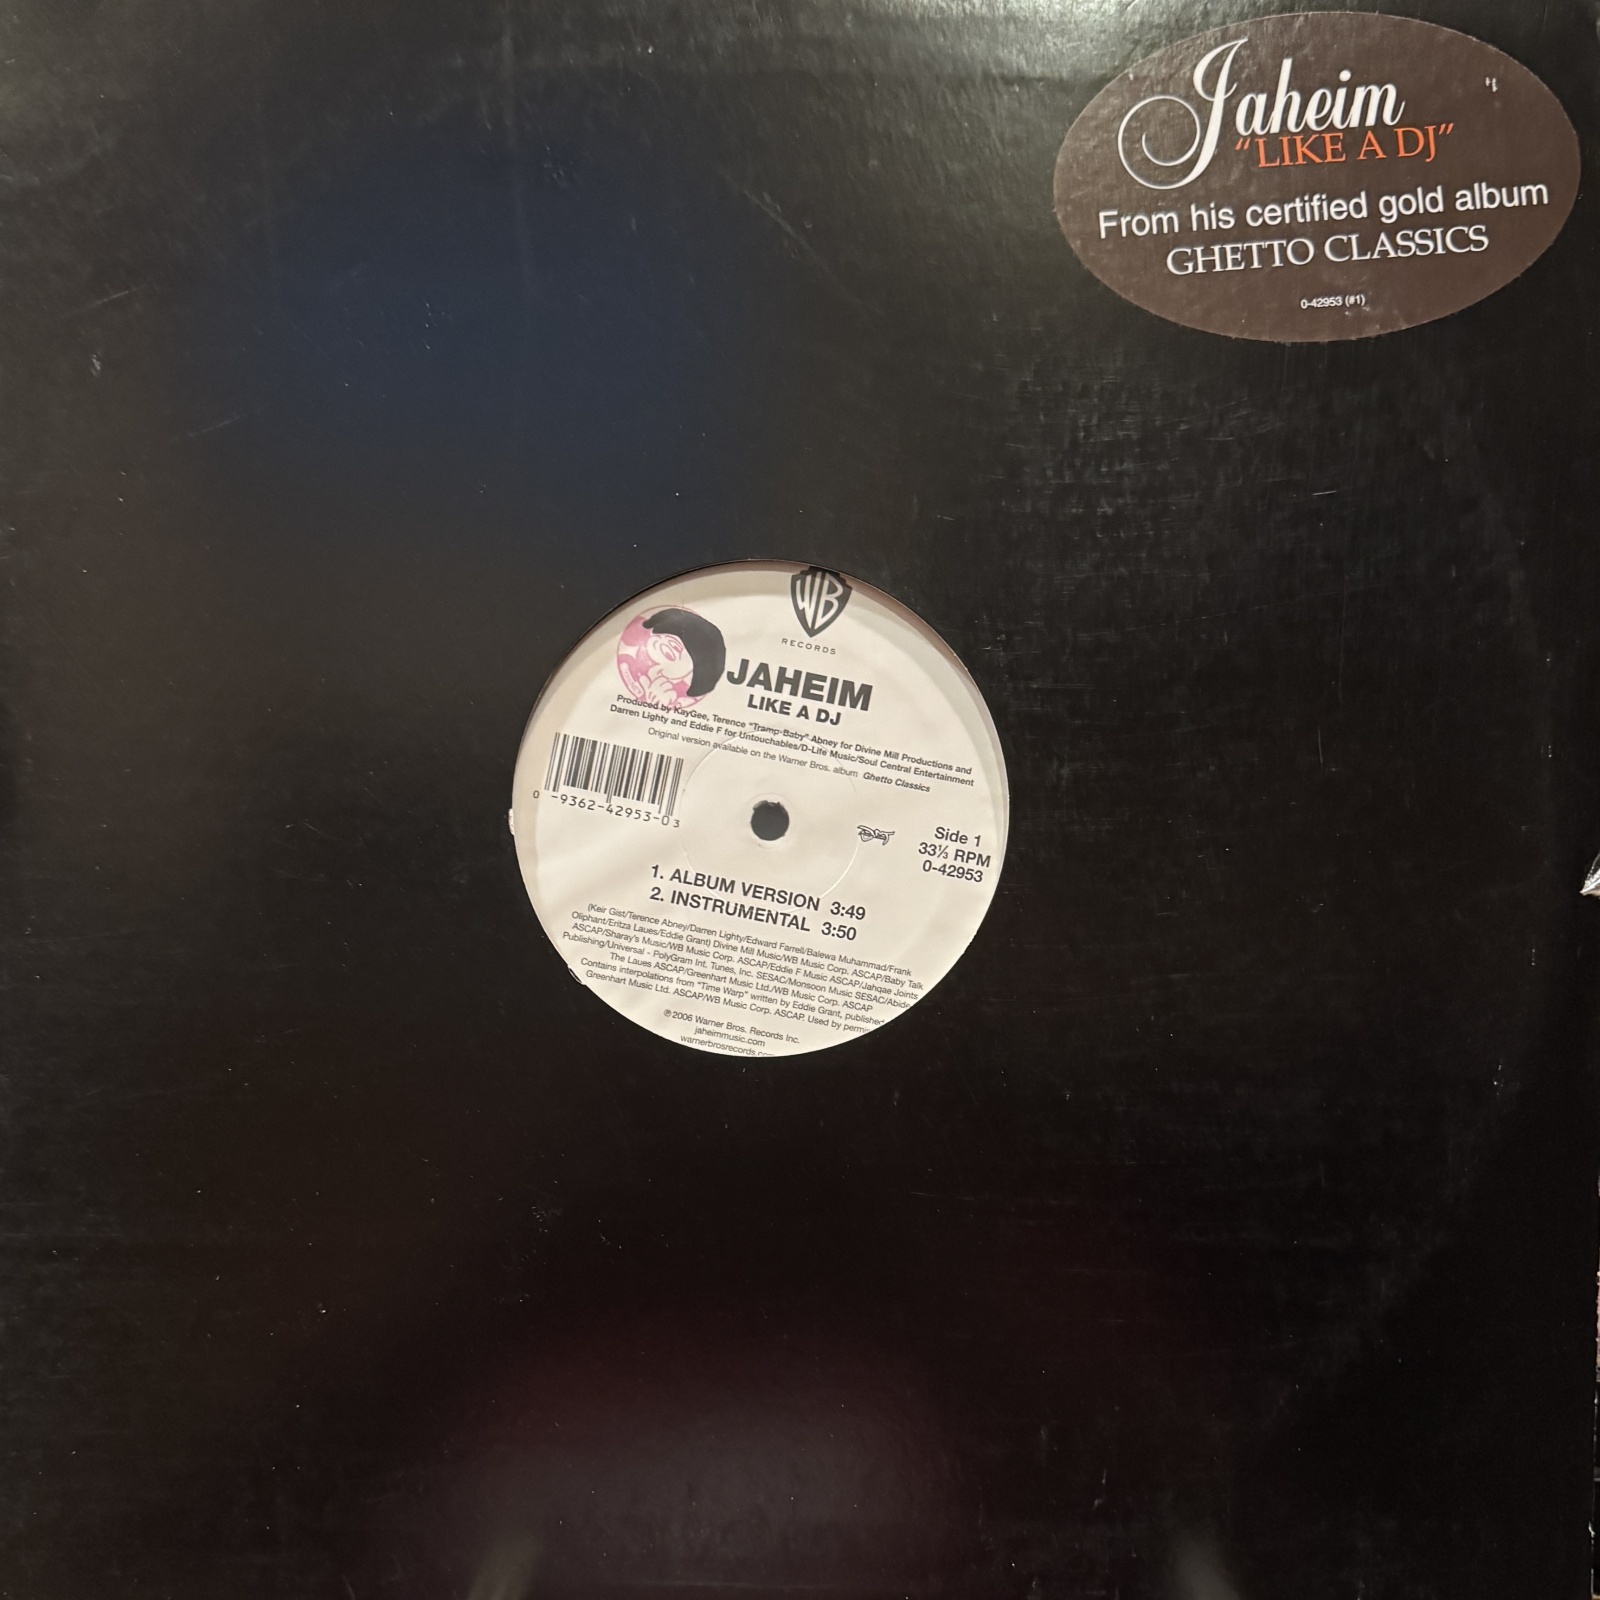 Jaheim
"LIKE A DJ"
From his certified gold album
GHETTO CLASSICS
0-42953 (#1)
WB
RECORDS
JAHEIM
LIKE A DJ
Produced by KayGee, Terence "Tramp-Baby" Abney for Divine Mill Productions and
Darren Lighty and Eddie F for Untouchables/D-Life Music/Soul Central Entertainment
Original version available on the Warner Bros. album Ghetto Classics
0 -9362-42953-0 3
Side 1
33⅓ RPM
0-42953
1. ALBUM VERSION 3:49
2. INSTRUMENTAL 3:50
(Keir Gist/Terence Abney/Darren Lighty/Edward Farrell/Balewa Muhammad/Frank
Oliphant/Eritza Laues/Eddie Grant) Divine Mill Music/WB Music Corp. ASCAP/Baby Talk
ASCAP/Sharay's Music/WB Music Corp. ASCAP/Eddie F Music ASCAP/Jahqae Joints
Publishing/Universal - PolyGram Int. Tunes, Inc. SESAC/Monsoon Music SESAC/Abide
The Laues ASCAP/Greenhart Music Ltd./WB Music Corp. ASCAP
Contains interpolations from "Time Warp" written by Eddie Grant, published
Greenhart Music Ltd. ASCAP/WB Music Corp. ASCAP. Used by
℗ 2006 Warner Bros. Records Inc.
jaheimmusic.com
warnerbrosrecords.co